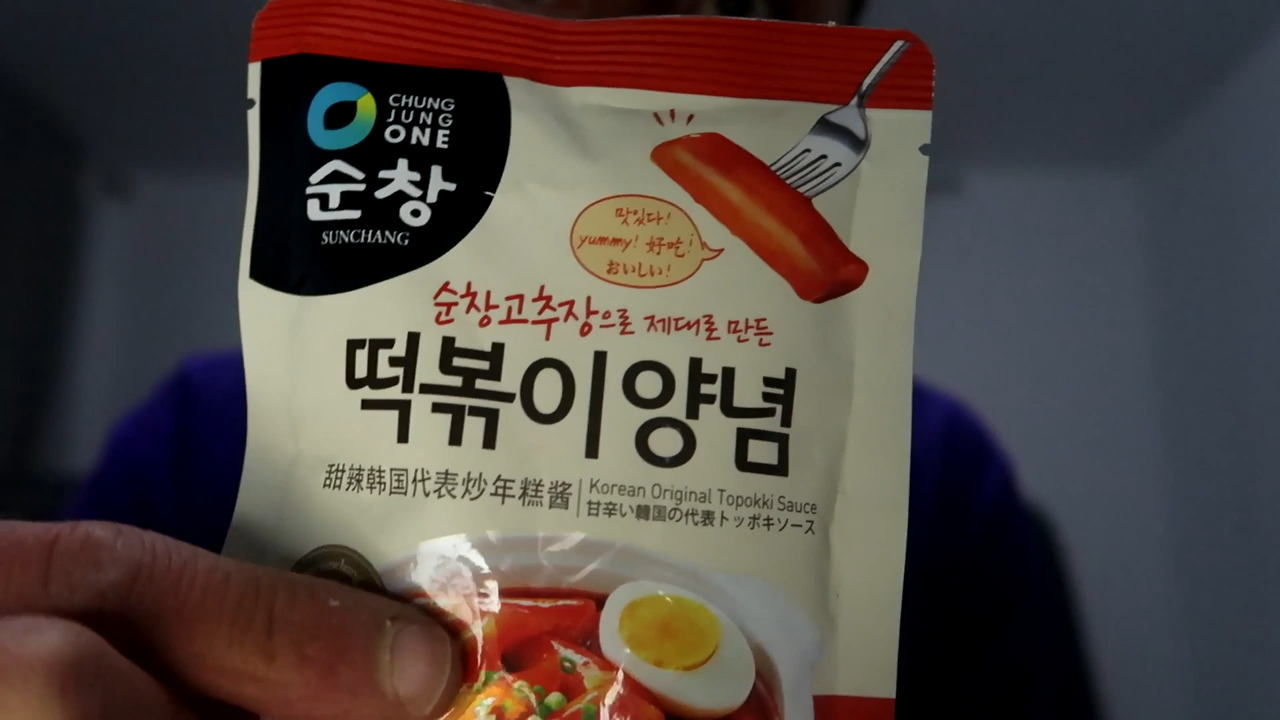 CHUNG
JUNG
ONE
순창
SUNCHANG
맛있다!
yummy! 好吃!
おいしい!
순창고추장으로 제대로 만든
떡볶이양념
甜辣韩国代表炒年糕酱
Korean Original Topokki Sauce
甘辛い韓国の代表トッポキソース